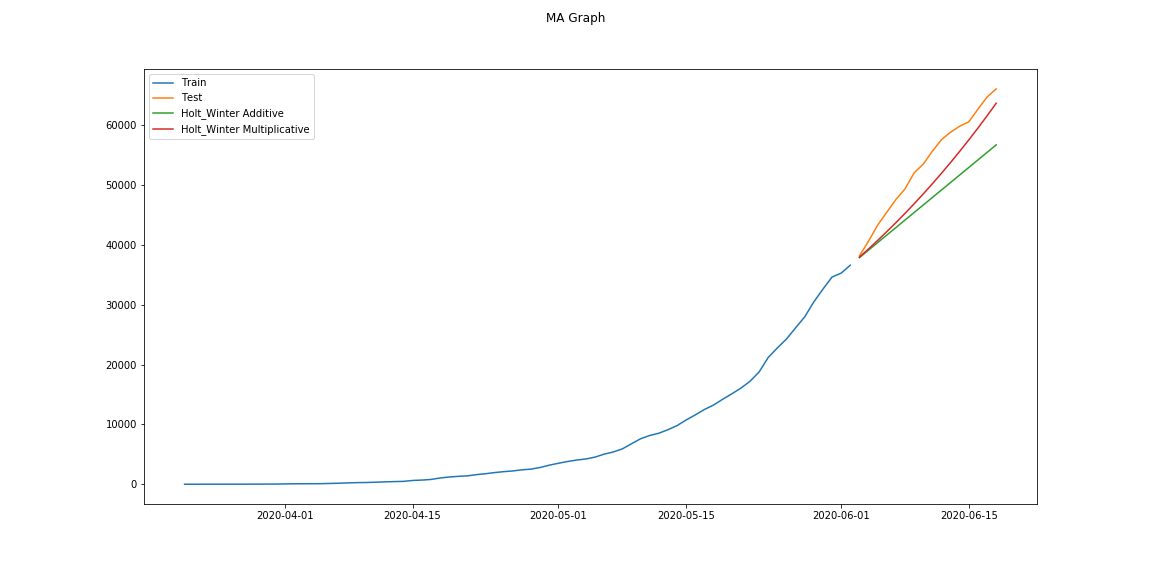 MA Graph
Train
Test
Holt_Winter Additive
Holt_Winter Multiplicative
60000
50000
40000
30000
20000
10000
0
2020-04-01 2020-04-15 2020-05-01 2020-05-15 2020-06-01 2020-06-15